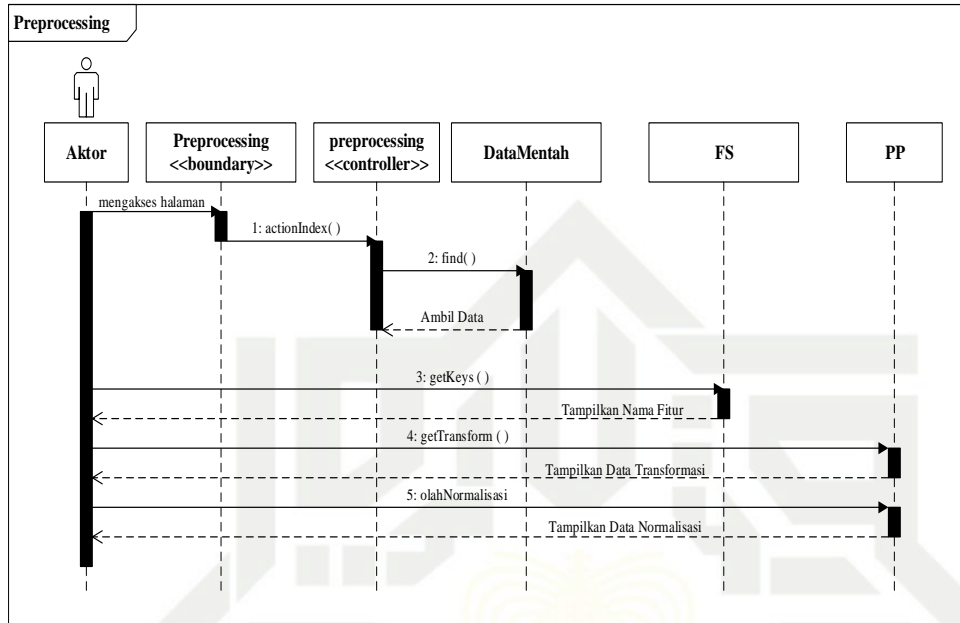 Preprocessing
Aktor
Preprocessing
<<boundary>>
preprocessing
<<controller>>
DataMentah
FS
PP
mengakses halaman
1: actionIndex( )
2: find( )
Ambil Data
3: getKeys ( )
Tampilkan Nama Fitur
4: getTransform ( )
Tampilkan Data Transformasi
5: olahNormalisasi
Tampilkan Data Normalisasi